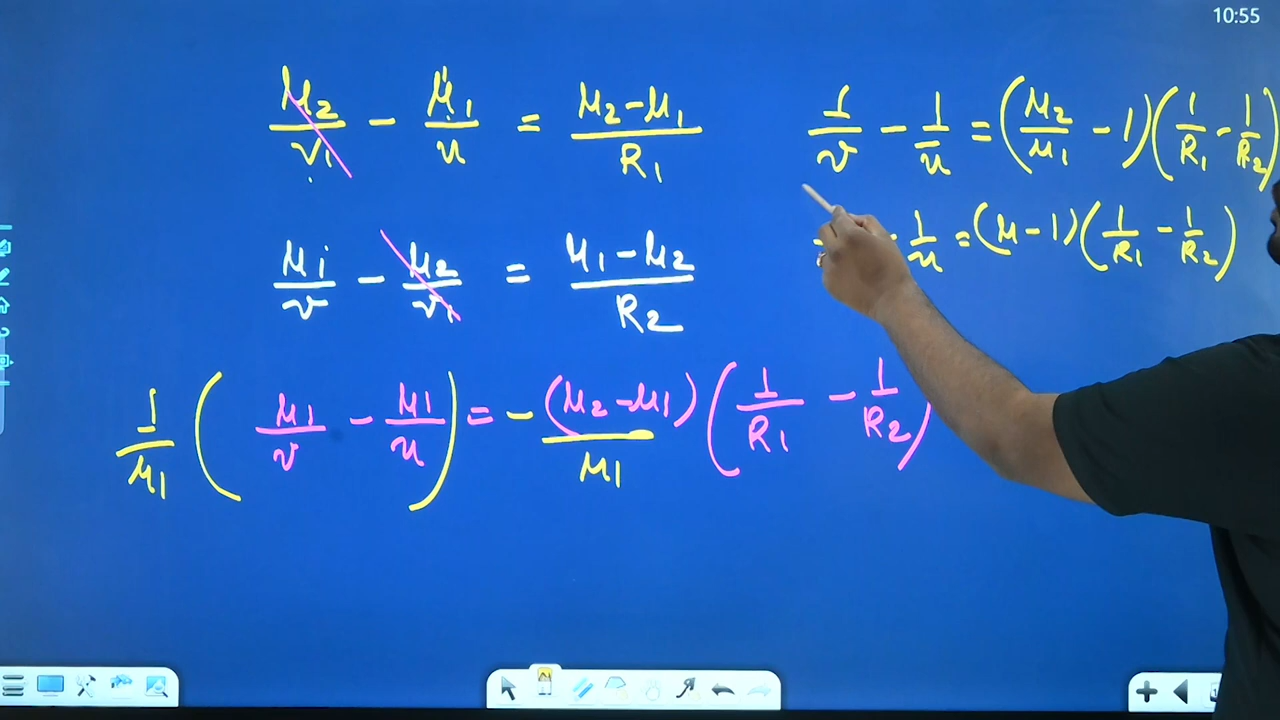 10:55
μ₂/v₁ - μ₁/u = (μ₂-μ₁)/R₁
μ₁/v - μ₂/v₁ = (μ₁-μ₂)/R₂
1/μ₁ ( μ₁/v - μ₁/u ) = - (μ₂-μ₁)/μ₁ ( 1/R₁ - 1/R₂ )
1/v - 1/u = (μ₂/μ₁ - 1)(1/R₁ - 1/R₂)
- 1/u = (μ-1)(1/R₁ - 1/R₂)